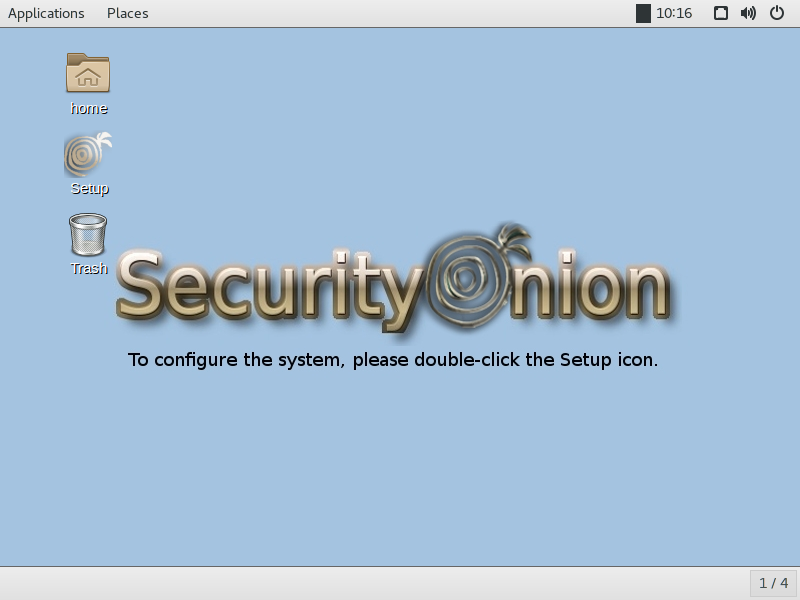 Applications Places 10:16
home
Setup
Trash
SecurityOnion
To configure the system, please double-click the Setup icon.
1 / 4